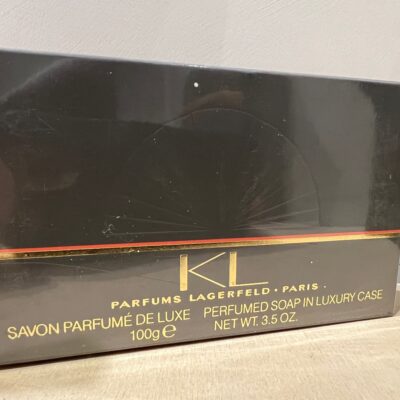 KL
PARFUMS LAGERFELD · PARIS
SAVON PARFUMÉ DE LUXE PERFUMED SOAP IN LUXURY CASE
100g ℮ NET WT. 3.5 OZ.